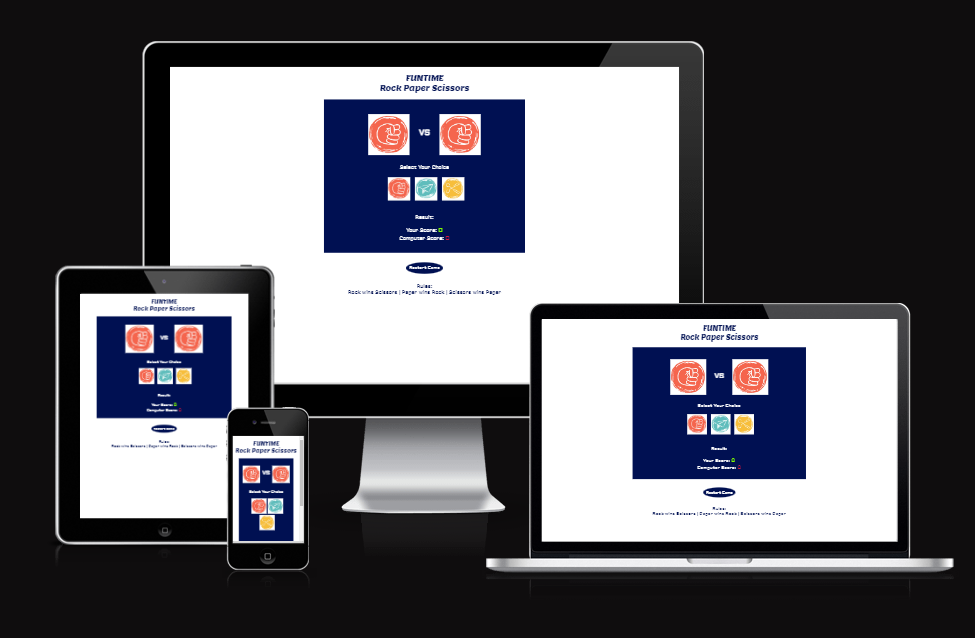 FUNTIME
Rock Paper Scissors
VS
Select Your Choice
Result:
Your Score: 0
Computer Score: 0
Restart Game
Rules:
Rock wins Scissors | Paper wins Rock | Scissors wins Paper
FUNTIME
Rock Paper Scissors
VS
Select Your Choice
Result:
Your Score: 0
Computer Score: 0
Restart Game
Rules:
Rock wins Scissors | Paper wins Rock | Scissors wins Paper
FUNTIME
Rock Paper Scissors
VS
Select Your Choice
FUNTIME
Rock Paper Scissors
VS
Select Your Choice
Result:
Your Score: 0
Computer Score: 0
Restart Game
Rules:
Rock wins Scissors | Paper wins Rock | Scissors wins Paper